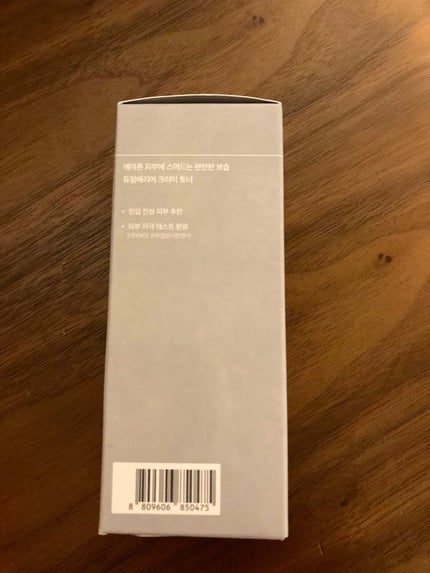 메마른 피부에 스며드는 편안한 보습
듀얼베리어 크리미 토너
• 민감 건성 피부 추천
• 피부 자극 테스트 완료
8 809606 850475